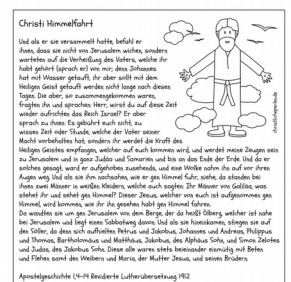 Christi Himmelfahrt
Und als er sie versammelt hatte, befahl er
ihnen, dass sie nicht von Jerusalem wichen, sondern
warteten auf die Verheißung des Vaters, welche ihr
habt gehört (sprach er) von mir; denn Johannes
hat mit Wasser getauft, ihr aber sollt mit dem
Heiligen Geist getauft werden nicht lange nach diesen
Tagen. Die aber, so zusammengekommen waren,
fragten ihn und sprachen: Herr, wirst du auf diese Zeit
wieder aufrichten das Reich Israel? Er aber
sprach zu ihnen: Es gebührt euch nicht, zu
wissen Zeit oder Stunde, welche der Vater seiner
Macht vorbehalten hat; sondern ihr werdet die Kraft des
Heiligen Geistes empfangen, welcher auf euch kommen wird, und werdet meine Zeugen sein
zu Jerusalem und in ganz Judäa und Samarien und bis an das Ende der Erde. Und da er
solches gesagt, ward er aufgehoben zusehends, und eine Wolke nahm ihn auf vor ihren
Augen weg. Und als sie ihm nachsahen, wie er gen Himmel fuhr, siehe, da standen bei
ihnen zwei Männer in weißen Kleidern, welche auch sagten: Ihr Männer von Galiläa, was
stehet ihr und sehet gen Himmel? Dieser Jesus, welcher von euch ist aufgenommen gen
Himmel, wird kommen, wie ihr ihn gesehen habt gen Himmel fahren.
Da wandten sie um gen Jerusalem von dem Berge, der da heißt Ölberg, welcher ist nahe
bei Jerusalem und liegt einen Sabbatweg davon. Und als sie hineinkamen, stiegen sie auf
den Söller, da denn sich aufhielten Petrus und Jakobus, Johannes und Andreas, Philippus
und Thomas, Bartholomäus und Matthäus, Jakobus, des Alphäus Sohn, und Simon Zelotes
und Judas, des Jakobus Sohn. Diese alle waren stets beieinander einmütig mit Beten
und Flehen samt den Weibern und Maria, der Mutter Jesus, und seinen Brüdern.
Apostelgeschichte 1,4-14 Revidierte Lutherübersetzung 1912
christlicheperlen.de